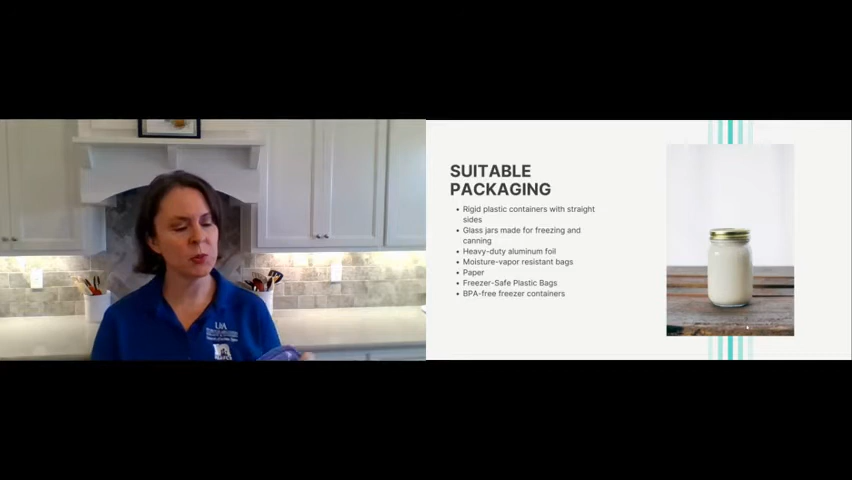 SUITABLE
PACKAGING
• Rigid plastic containers with straight
sides
• Glass jars made for freezing and
canning
• Heavy-duty aluminum foil
• Moisture-vapor resistant bags
• Paper
• Freezer-Safe Plastic Bags
• BPA-free freezer containers